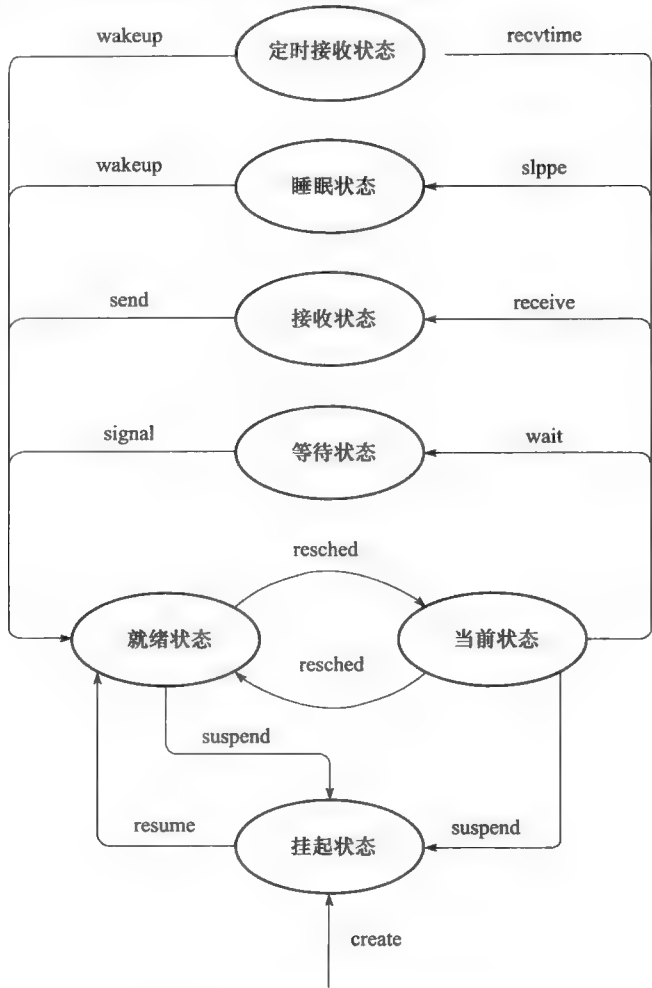 wakeup
定时接收状态
recvtime
wakeup
睡眠状态
slppe
send
接收状态
receive
signal
等待状态
wait
resched
就绪状态
当前状态
resched
suspend
resume
挂起状态
suspend
create